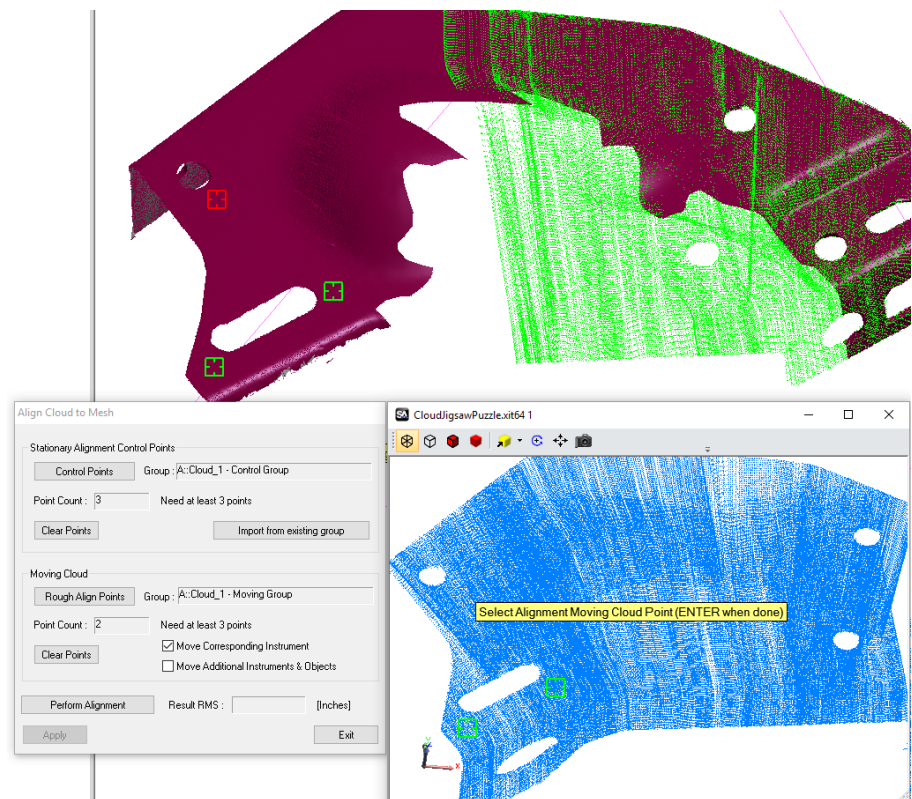 Align Cloud to Mesh
Stationary Alignment Control Points
Control Points Group : A::Cloud_1 - Control Group
Point Count : 3 Need at least 3 points
Clear Points Import from existing group
Moving Cloud
Rough Align Points Group : A::Cloud_1 - Moving Group
Point Count : 2 Need at least 3 points
Move Corresponding Instrument
Clear Points
Move Additional Instruments & Objects
Perform Alignment Result RMS : [Inches]
Apply Exit
SA CloudJigsawPuzzle.xit64 1
Select Alignment Moving Cloud Point (ENTER when done)
Y
X